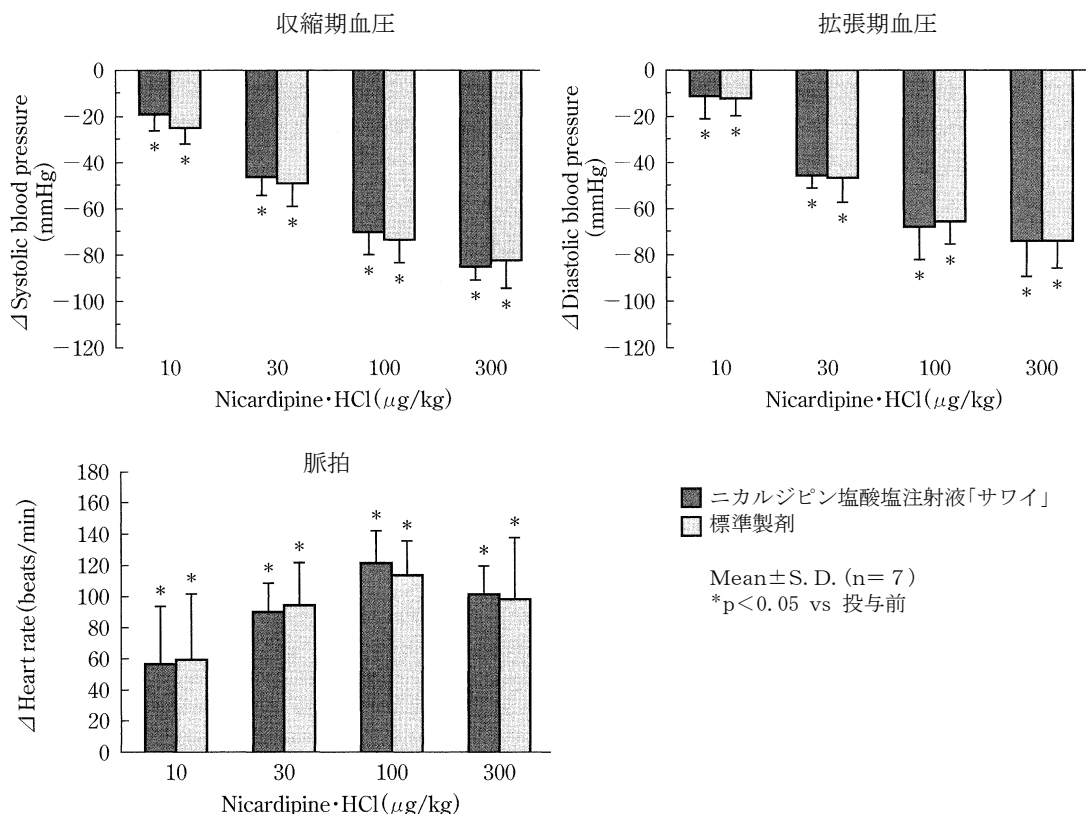 収縮期血圧
0
−20
−40
−60
−80
−100
−120
⊿Systolic blood pressure
(mmHg)
* * * * * * * *
10 30 100 300
Nicardipine・HCl(μg/kg)
拡張期血圧
0
−20
−40
−60
−80
−100
−120
⊿Diastolic blood pressure
(mmHg)
* * * * * * * *
10 30 100 300
Nicardipine・HCl(μg/kg)
脈拍
180
160
140
120
100
80
60
40
20
0
⊿Heart rate (beats/min)
* * * * * * * *
10 30 100 300
Nicardipine・HCl(μg/kg)
ニカルジピン塩酸塩注射液「サワイ」
標準製剤
Mean±S. D. (n= 7 )
*p<0.05 vs 投与前